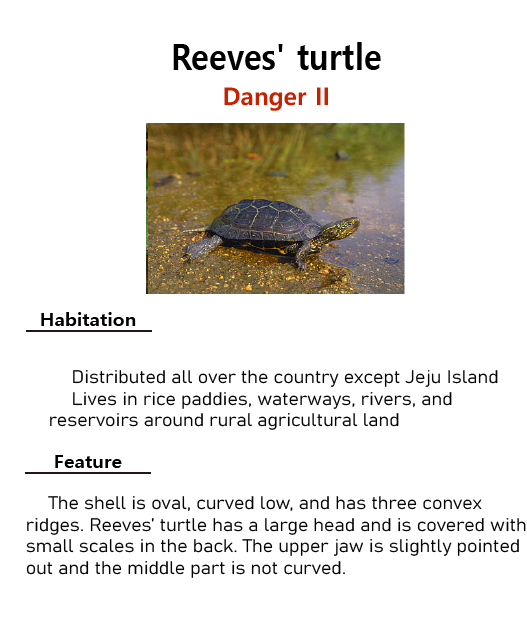 Reeves' turtle
Danger II
Habitation
Distributed all over the country except Jeju Island
Lives in rice paddies, waterways, rivers, and
reservoirs around rural agricultural land
Feature
The shell is oval, curved low, and has three convex
ridges. Reeves' turtle has a large head and is covered with
small scales in the back. The upper jaw is slightly pointed
out and the middle part is not curved.